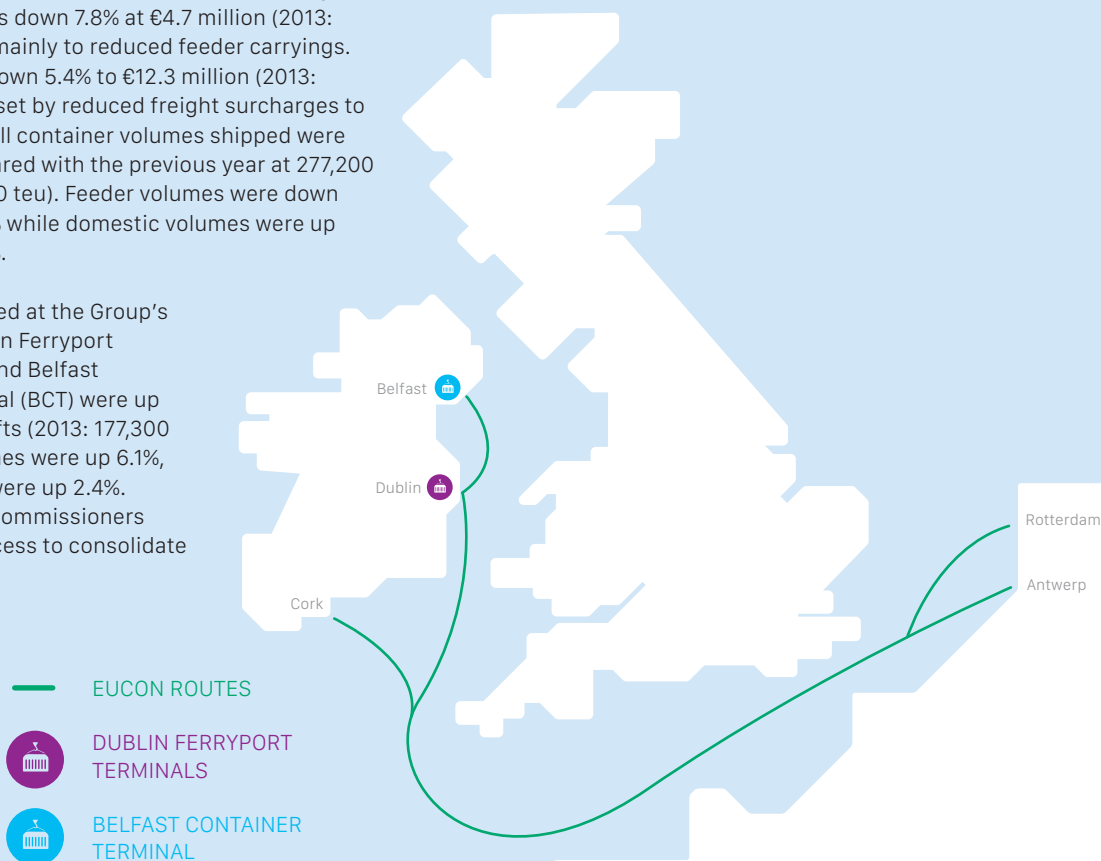 s down 7.8% at €4.7 million (2013:
mainly to reduced feeder carryings.
own 5.4% to €12.3 million (2013:
set by reduced freight surcharges to
ll container volumes shipped were
ared with the previous year at 277,200
0 teu). Feeder volumes were down
while domestic volumes were up
ed at the Group's
n Ferryport
nd Belfast
al (BCT) were up
fts (2013: 177,300
nes were up 6.1%,
were up 2.4%.
ommissioners
cess to consolidate
Belfast
Dublin
Cork
Rotterdam
Antwerp
EUCON ROUTES
DUBLIN FERRYPORT
TERMINALS
BELFAST CONTAINER
TERMINAL